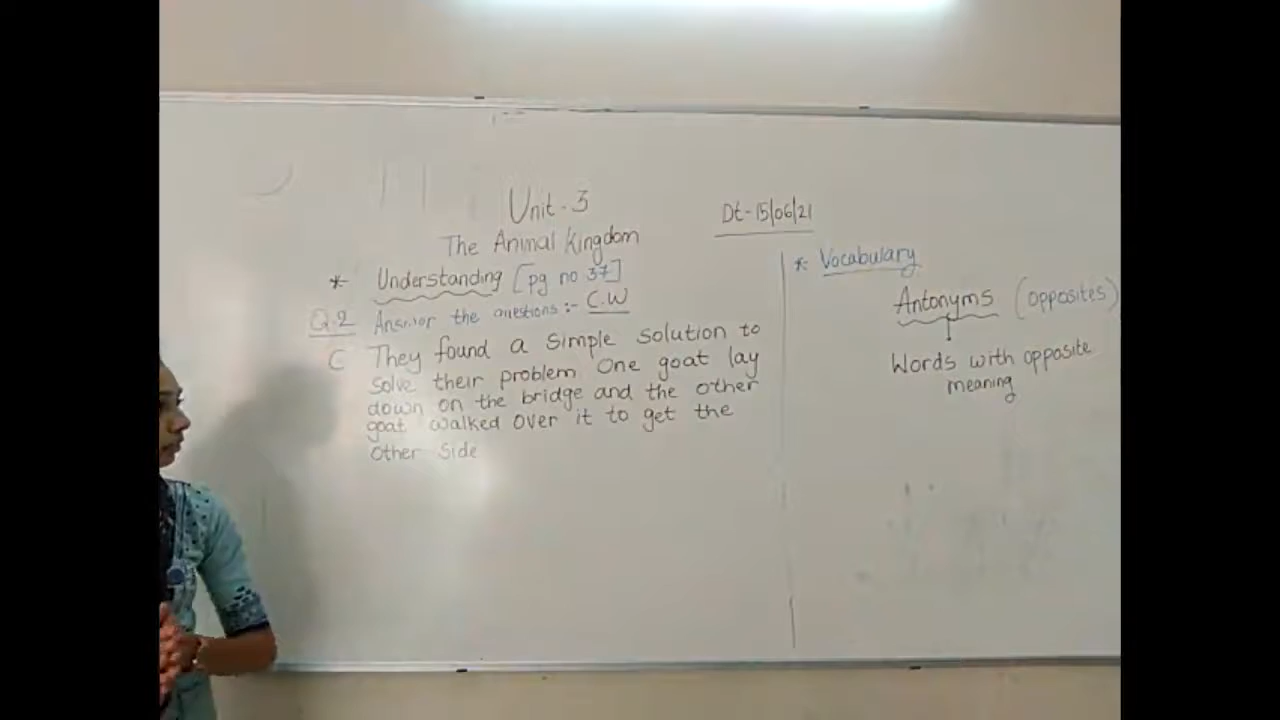 Unit - 3
Dt - 15/06/21
The Animal Kingdom
* Understanding [pg no 37]
Q.2 Answer the questions :- C.W
C They found a simple solution to
solve their problem. One goat lay
down on the bridge and the other
goat walked over it to get the
other side
* Vocabulary
Antonyms (opposites)
Words with opposite
meaning